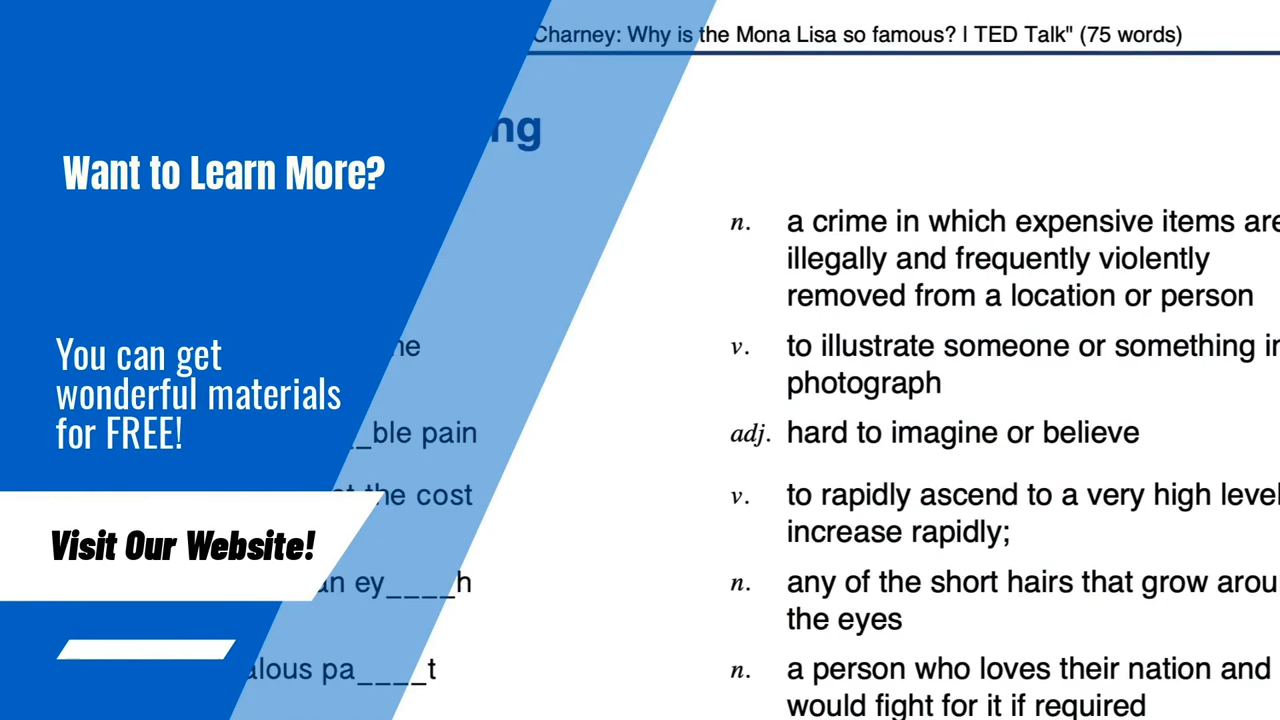 Charney: Why is the Mona Lisa so famous? | TED Talk" (75 words)
Want to Learn More?
You can get
wonderful materials
for FREE!
Visit Our Website!
ng
n. a crime in which expensive items are
illegally and frequently violently
removed from a location or person
he
v. to illustrate someone or something in
photograph
_ble pain
adj. hard to imagine or believe
the cost
v. to rapidly ascend to a very high level
increase rapidly;
an ey____h
n. any of the short hairs that grow arou
the eyes
alous pa____t
n. a person who loves their nation and
would fight for it if required